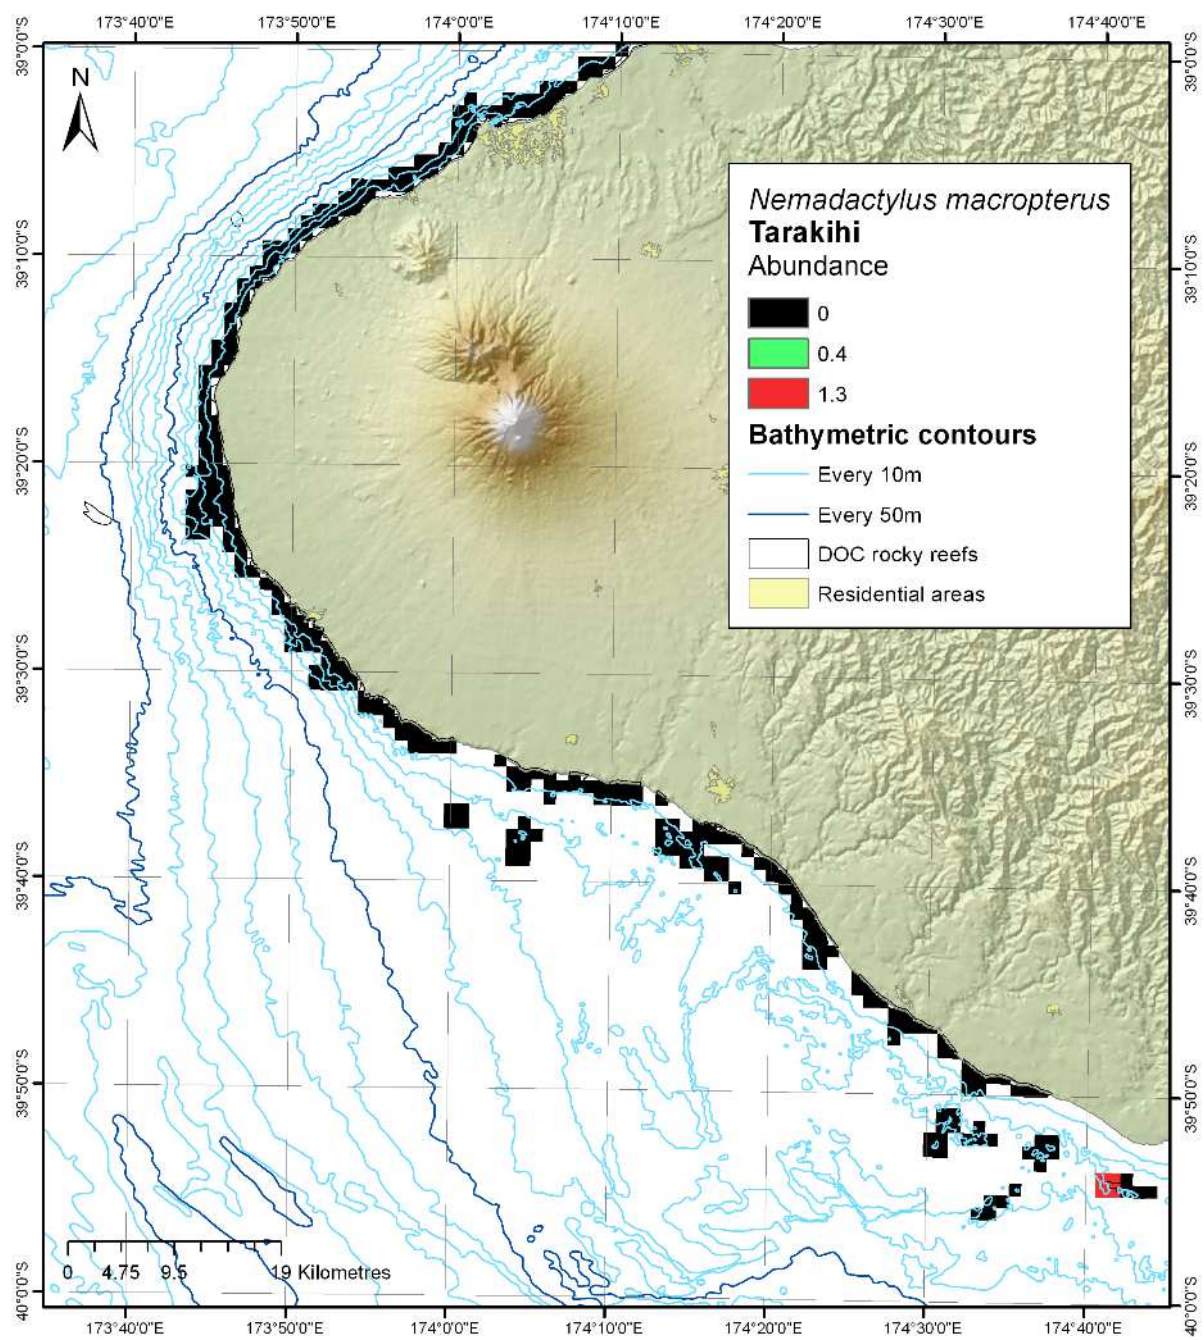 173°40'0"E 173°50'0"E 174°0'0"E 174°10'0"E 174°20'0"E 174°30'0"E 174°40'0"E
39°0'0"S 39°0'0"S
N
Nemadactylus macropterus
Tarakihi
Abundance
0
0.4
1.3
Bathymetric contours
Every 10m
Every 50m
DOC rocky reefs
Residential areas
39°10'0"S 39°10'0"S
39°20'0"S 39°20'0"S
39°30'0"S 39°30'0"S
39°40'0"S 39°40'0"S
39°50'0"S 39°50'0"S
0 4.75 9.5 19 Kilometres
40°0'0"S 40°0'0"S
173°40'0"E 173°50'0"E 174°0'0"E 174°10'0"E 174°20'0"E 174°30'0"E 174°40'0"E